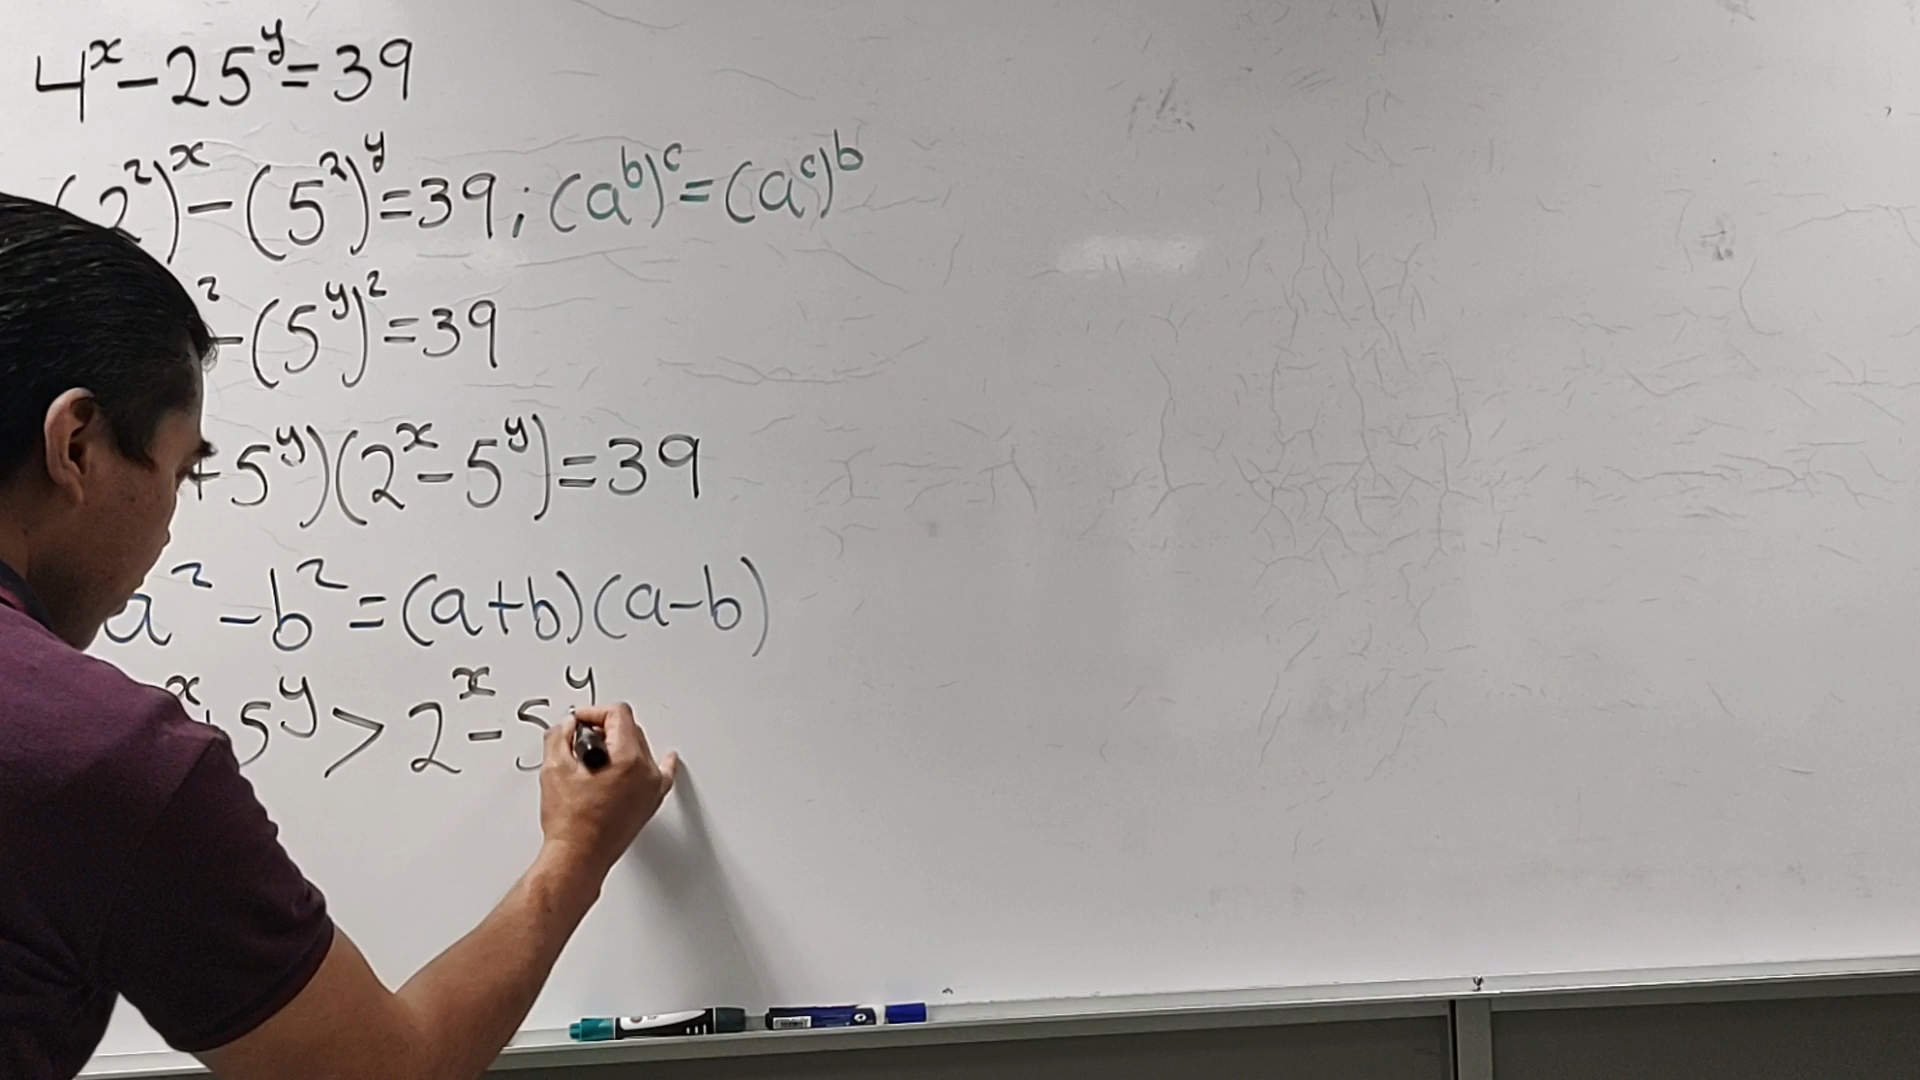 4^x - 25^y = 39
(2^2)^x - (5^2)^y = 39; (a^b)^c = (a^c)^b
^2 - (5^y)^2 = 39
+ 5^y)(2^x - 5^y) = 39
a^2 - b^2 = (a+b)(a-b)
^x + 5^y > 2^x - 5^y